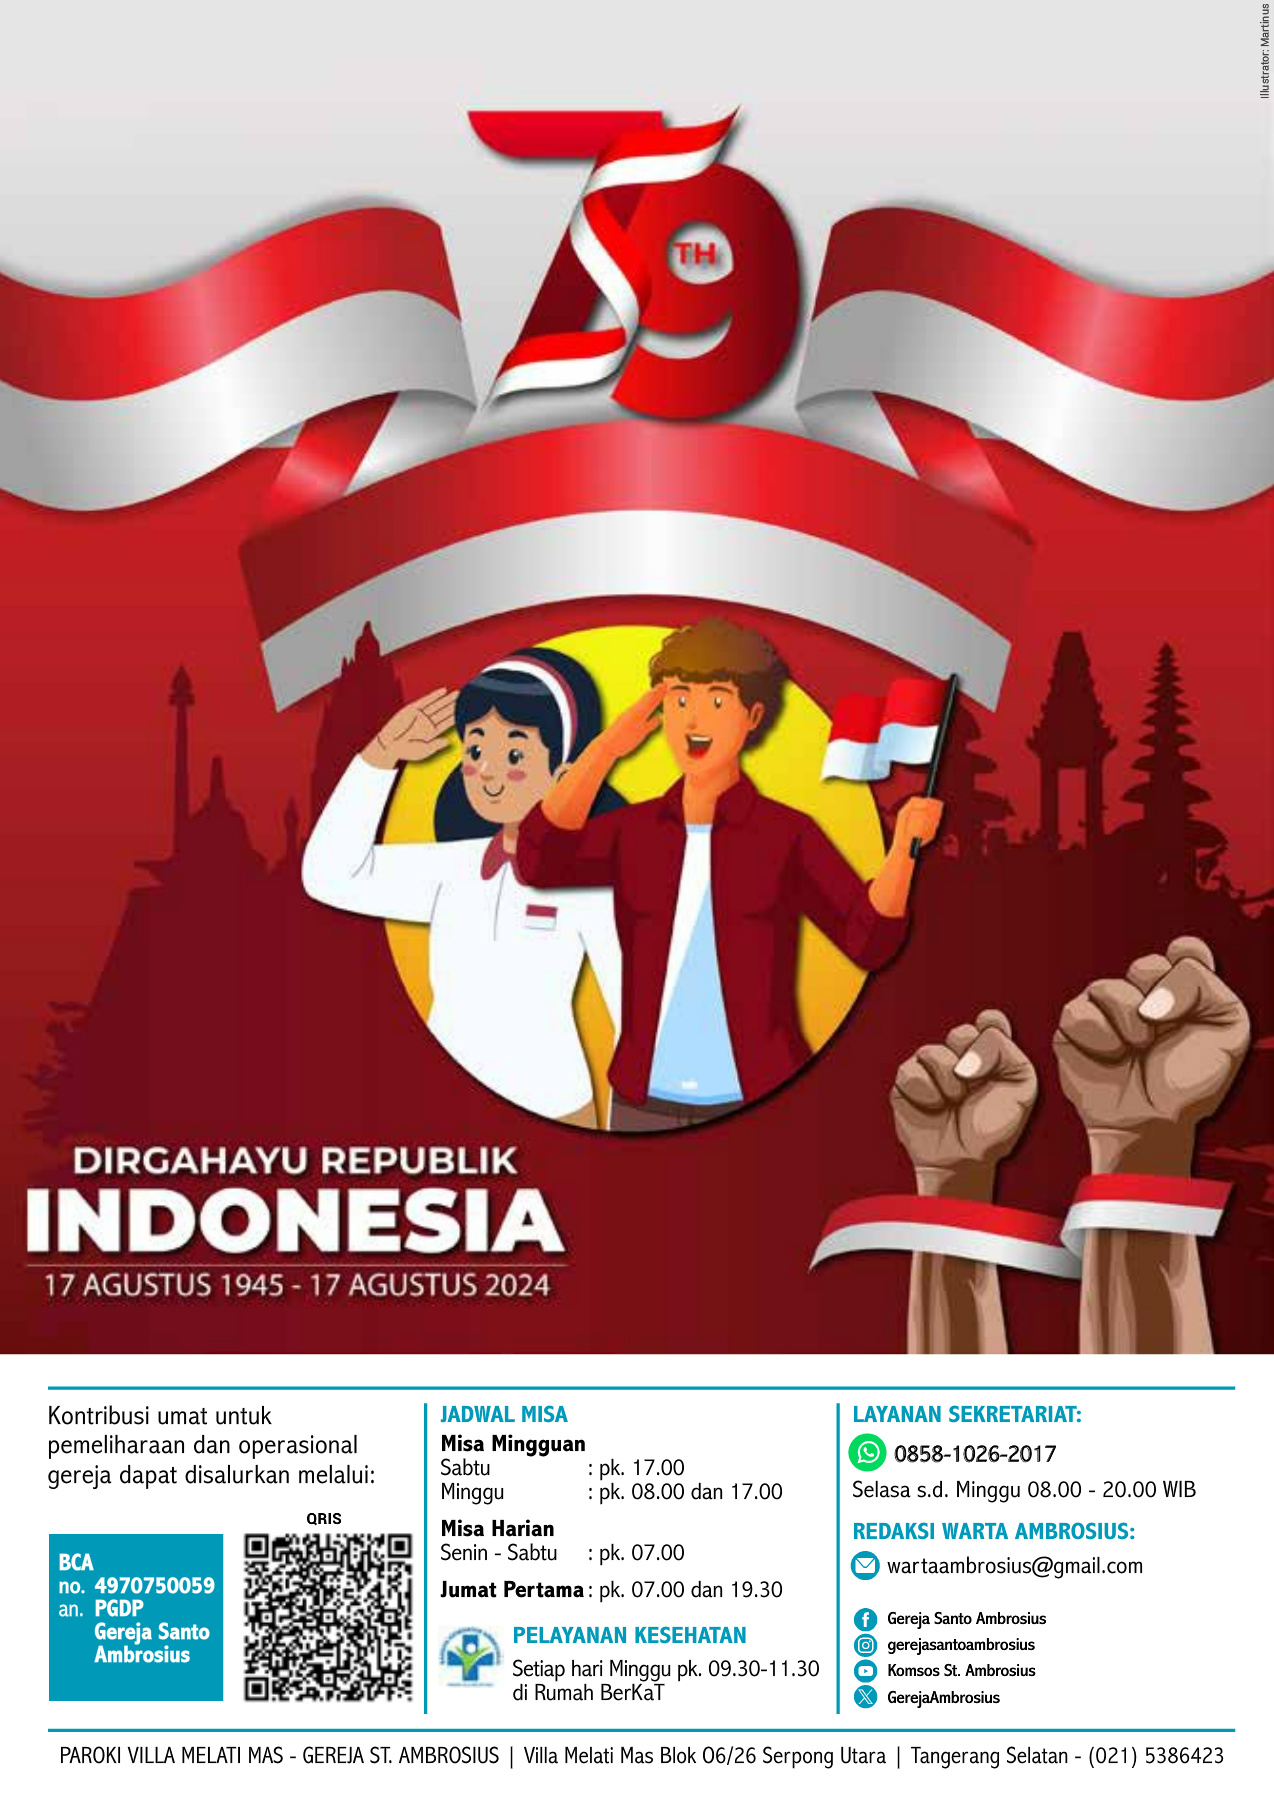 Illustrator: Martinus
79
TH
DIRGAHAYU REPUBLIK
INDONESIA
17 AGUSTUS 1945 - 17 AGUSTUS 2024
Kontribusi umat untuk
pemeliharaan dan operasional
gereja dapat disalurkan melalui:
QRIS
BCA
no. 4970750059
an. PGDP
Gereja Santo
Ambrosius
JADWAL MISA
Misa Mingguan
Sabtu : pk. 17.00
Minggu : pk. 08.00 dan 17.00
Misa Harian
Senin - Sabtu : pk. 07.00
Jumat Pertama : pk. 07.00 dan 19.30
PELAYANAN KESEHATAN
Setiap hari Minggu pk. 09.30-11.30
di Rumah BerKaT
LAYANAN SEKRETARIAT:
0858-1026-2017
Selasa s.d. Minggu 08.00 - 20.00 WIB
REDAKSI WARTA AMBROSIUS:
wartaambrosius@gmail.com
Gereja Santo Ambrosius
gerejasantoambrosius
Komsos St. Ambrosius
GerejaAmbrosius
PAROKI VILLA MELATI MAS - GEREJA ST. AMBROSIUS | Villa Melati Mas Blok O6/26 Serpong Utara | Tangerang Selatan - (021) 5386423